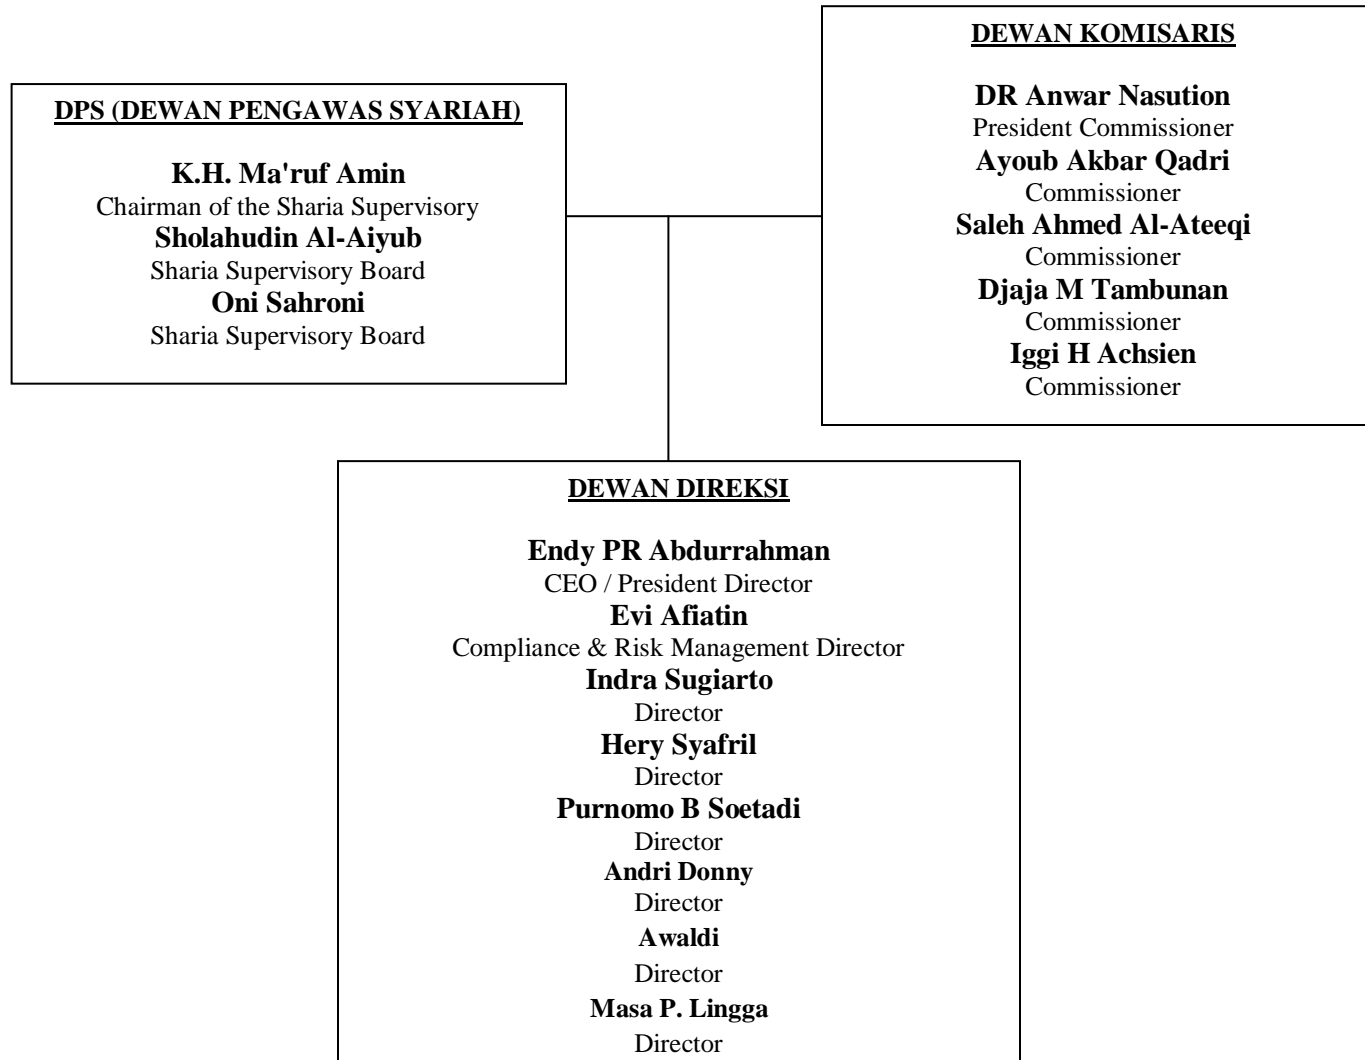 DPS (DEWAN PENGAWAS SYARIAH)
K.H. Ma'ruf Amin
Chairman of the Sharia Supervisory
Sholahudin Al-Aiyub
Sharia Supervisory Board
Oni Sahroni
Sharia Supervisory Board
DEWAN KOMISARIS
DR Anwar Nasution
President Commissioner
Ayoub Akbar Qadri
Commissioner
Saleh Ahmed Al-Ateeqi
Commissioner
Djaja M Tambunan
Commissioner
Iggi H Achsien
Commissioner
DEWAN DIREKSI
Endy PR Abdurrahman
CEO / President Director
Evi Afiatin
Compliance & Risk Management Director
Indra Sugiarto
Director
Hery Syafril
Director
Purnomo B Soetadi
Director
Andri Donny
Director
Awaldi
Director
Masa P. Lingga
Director